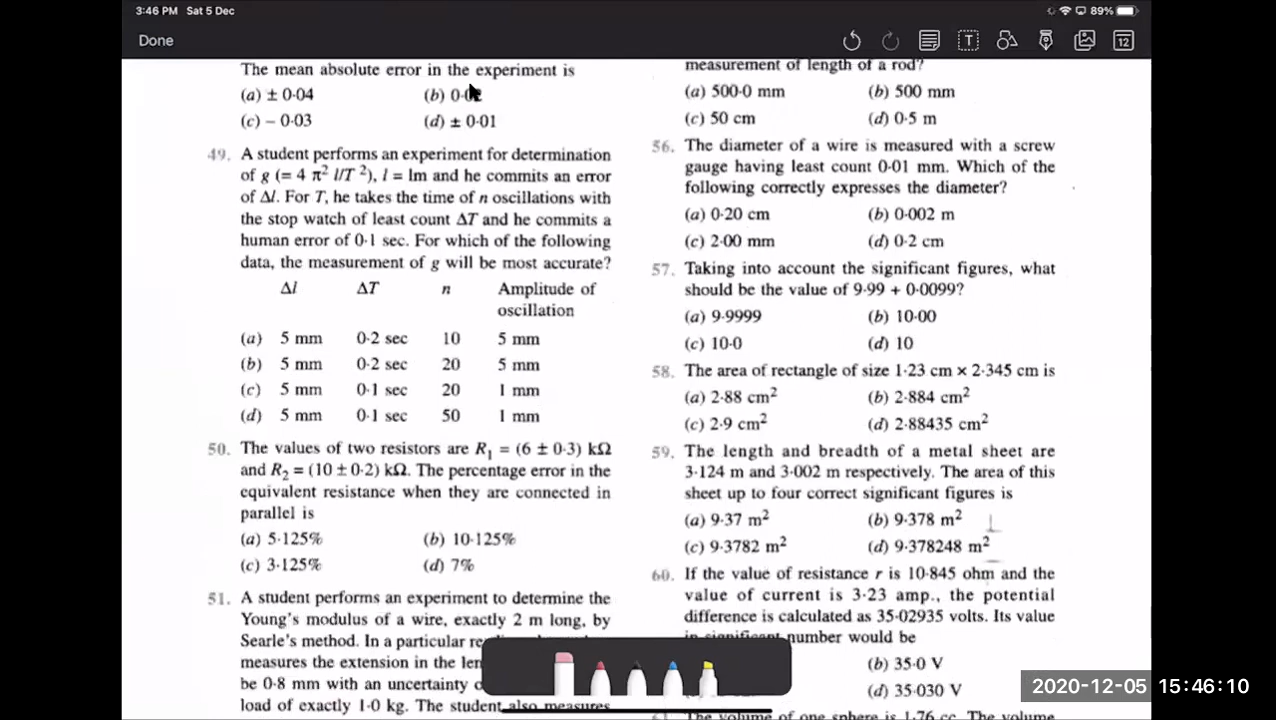 3:46 PM Sat 5 Dec
89%
Done
T
12
The mean absolute error in the experiment is
(a) ± 0·04
(b)
(c) − 0·03
(d) ± 0·01
49. A student performs an experiment for determination
of g (= 4 π² l/T ²), l = lm and he commits an error
of Δl. For T, he takes the time of n oscillations with
the stop watch of least count ΔT and he commits a
human error of 0·1 sec. For which of the following
data, the measurement of g will be most accurate?
Δl ΔT n Amplitude of
oscillation
(a) 5 mm 0·2 sec 10 5 mm
(b) 5 mm 0·2 sec 20 5 mm
(c) 5 mm 0·1 sec 20 1 mm
(d) 5 mm 0·1 sec 50 1 mm
50. The values of two resistors are R₁ = (6 ± 0·3) kΩ
and R₂ = (10 ± 0·2) kΩ. The percentage error in the
equivalent resistance when they are connected in
parallel is
(a) 5·125%
(b) 10·125%
(c) 3·125%
(d) 7%
51. A student performs an experiment to determine the
Young's modulus of a wire, exactly 2 m long, by
Searle's method. In a particular
measures the extension in the
be 0·8 mm with an uncertainty
load of exactly 1·0 kg. The student also measures
measurement of length of a rod?
(a) 500·0 mm
(b) 500 mm
(c) 50 cm
(d) 0·5 m
56. The diameter of a wire is measured with a screw
gauge having least count 0·01 mm. Which of the
following correctly expresses the diameter?
(a) 0·20 cm
(b) 0·002 m
(c) 2·00 mm
(d) 0·2 cm
57. Taking into account the significant figures, what
should be the value of 9·99 + 0·0099?
(a) 9·9999
(b) 10·00
(c) 10·0
(d) 10
58. The area of rectangle of size 1·23 cm × 2·345 cm is
(a) 2·88 cm²
(b) 2·884 cm²
(c) 2·9 cm²
(d) 2·88435 cm²
59. The length and breadth of a metal sheet are
3·124 m and 3·002 m respectively. The area of this
sheet up to four correct significant figures is
(a) 9·37 m²
(b) 9·378 m²
(c) 9·3782 m²
(d) 9·378248 m²
60. If the value of resistance r is 10·845 ohm and the
value of current is 3·23 amp., the potential
difference is calculated as 35·02935 volts. Its value
in significant number would be
(b) 35·0 V
(d) 35·030 V
The volume of one sphere is 1.76 cc. The volume
2020-12-05 15:46:10